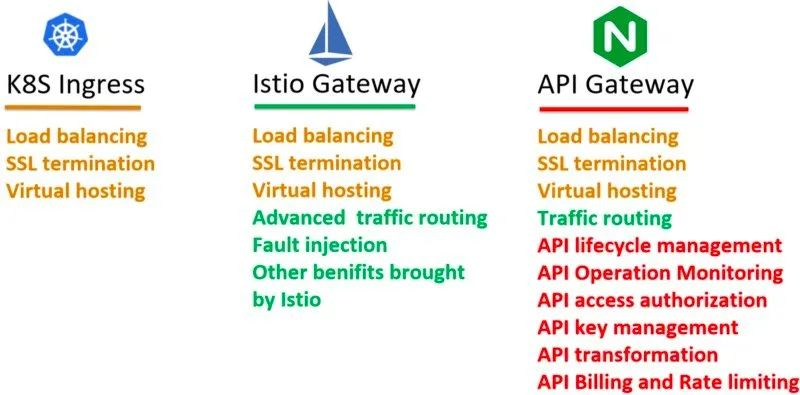 K8S Ingress
Load balancing
SSL termination
Virtual hosting
Istio Gateway
Load balancing
SSL termination
Virtual hosting
Advanced traffic routing
Fault injection
Other benifits brought
by Istio
N
API Gateway
Load balancing
SSL termination
Virtual hosting
Traffic routing
API lifecycle management
API Operation Monitoring
API access authorization
API key management
API transformation
API Billing and Rate limiting